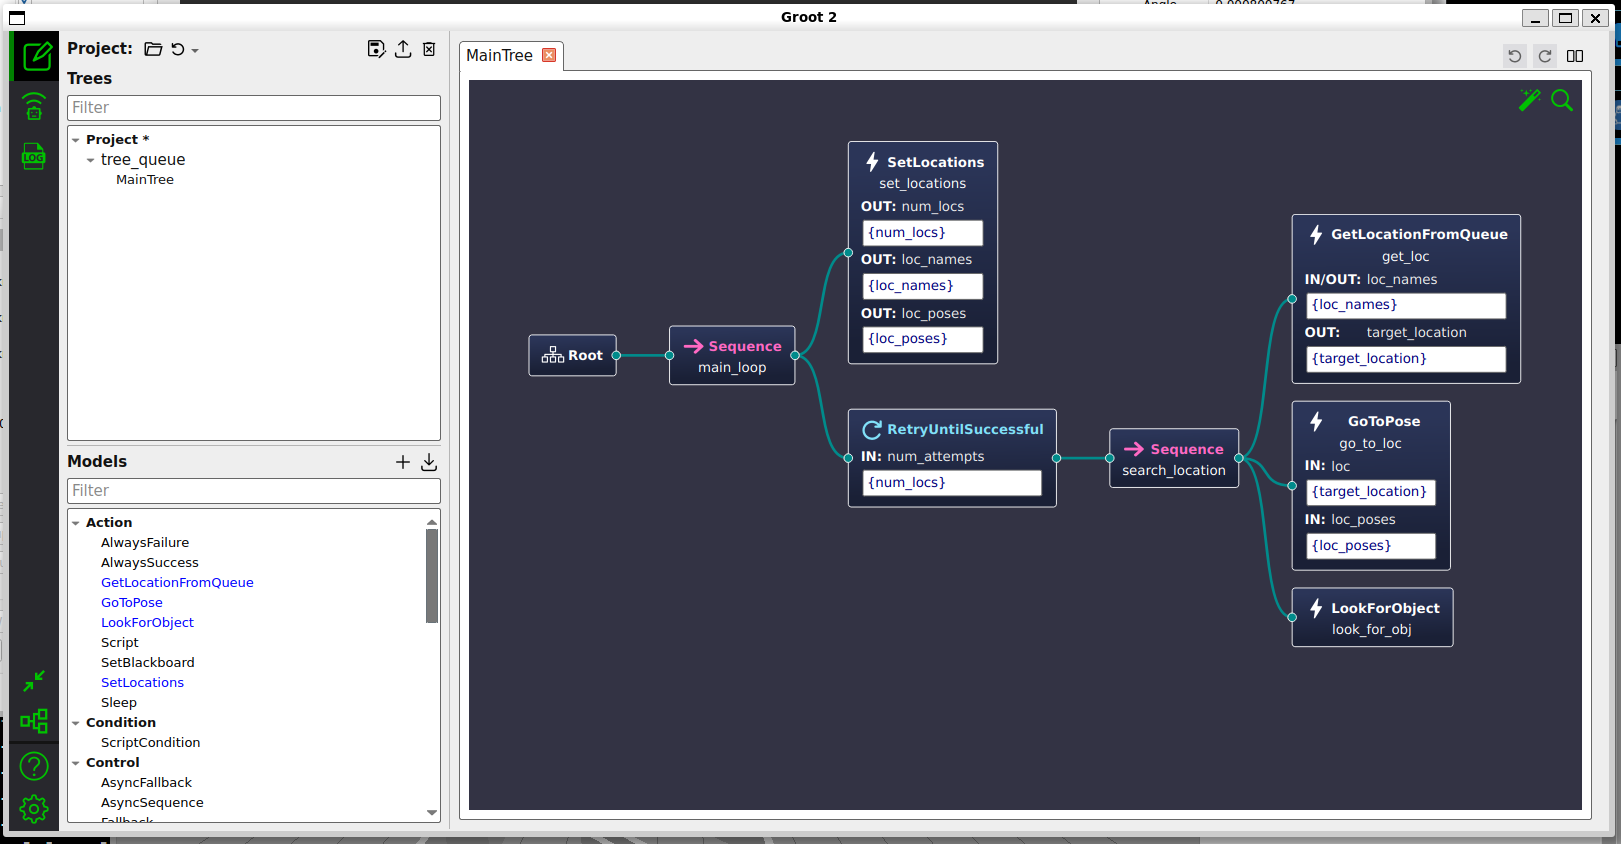 Groot 2
Project:
Trees
Filter
Project *
tree_queue
MainTree
Models
Filter
Action
AlwaysFailure
AlwaysSuccess
GetLocationFromQueue
GoToPose
LookForObject
Script
SetBlackboard
SetLocations
Sleep
Condition
ScriptCondition
Control
AsyncFallback
AsyncSequence
Fallback
LOG
MainTree
Root
Sequence
main_loop
SetLocations
set_locations
OUT: num_locs
{num_locs}
OUT: loc_names
{loc_names}
OUT: loc_poses
{loc_poses}
RetryUntilSuccessful
IN: num_attempts
{num_locs}
Sequence
search_location
GetLocationFromQueue
get_loc
IN/OUT: loc_names
{loc_names}
OUT: target_location
{target_location}
GoToPose
go_to_loc
IN: loc
{target_location}
IN: loc_poses
{loc_poses}
LookForObject
look_for_obj